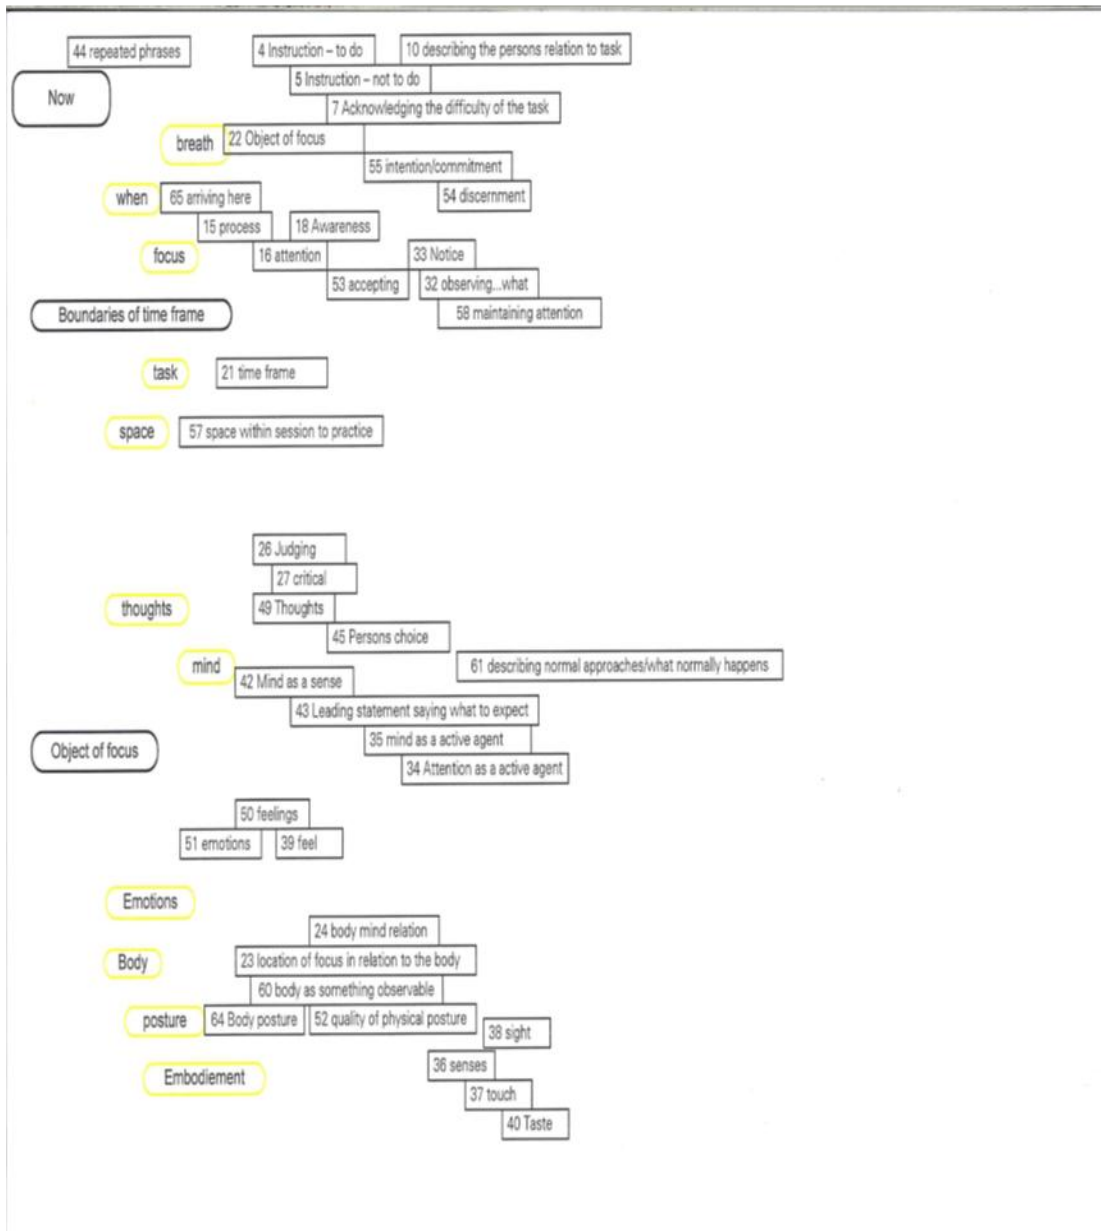 44 repeated phrases
4 Instruction – to do
10 describing the persons relation to task
5 Instruction – not to do
Now
7 Acknowledging the difficulty of the task
breath
22 Object of focus
55 intention/commitment
when
65 arriving here
54 discernment
15 process
18 Awareness
focus
16 attention
33 Notice
53 accepting
32 observing...what
Boundaries of time frame
58 maintaining attention
task
21 time frame
space
57 space within session to practice
26 Judging
27 critical
thoughts
49 Thoughts
45 Persons choice
mind
61 describing normal approaches/what normally happens
42 Mind as a sense
43 Leading statement saying what to expect
35 mind as a active agent
Object of focus
34 Attention as a active agent
50 feelings
51 emotions
39 feel
Emotions
24 body mind relation
Body
23 location of focus in relation to the body
60 body as something observable
posture
64 Body posture
52 quality of physical posture
38 sight
36 senses
Embodiement
37 touch
40 Taste